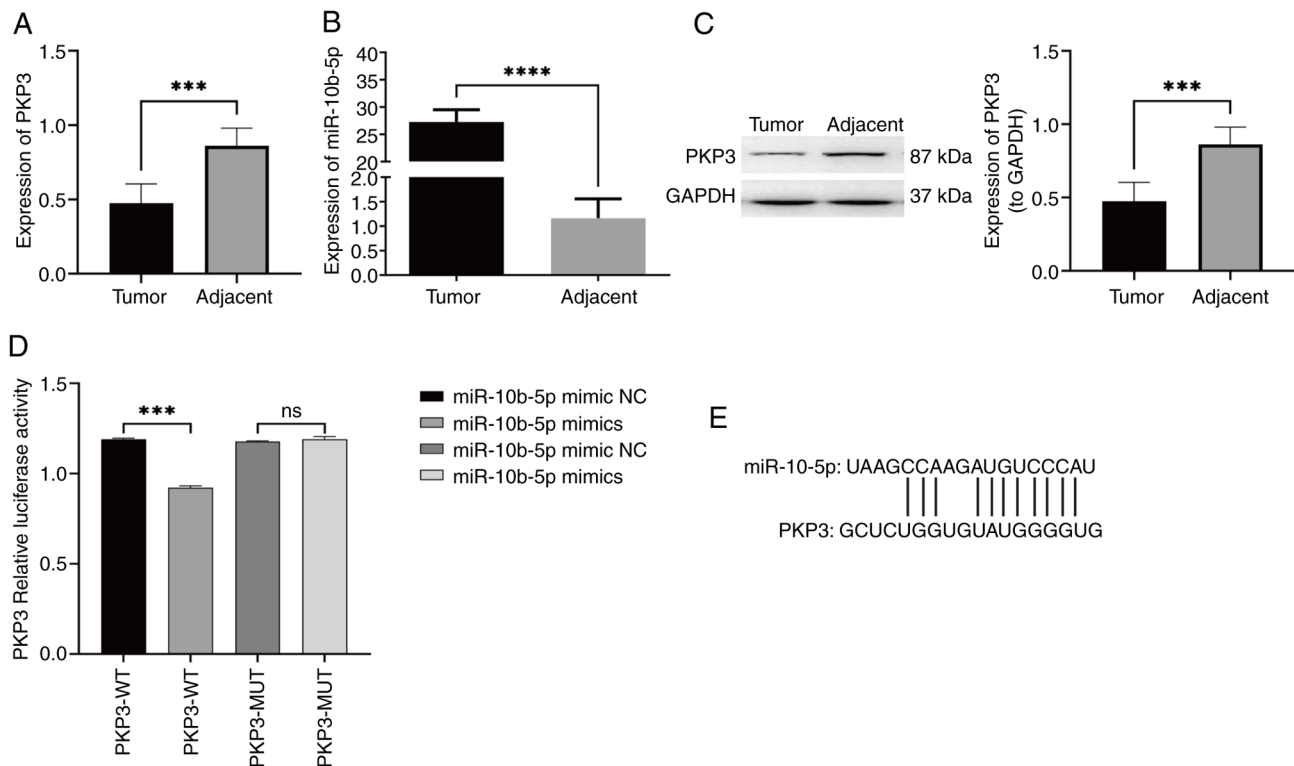 A
Expression of PKP3
1.5
1.0
0.5
0.0
***
Tumor
Adjacent
B
Expression of miR-10b-5p
40
35
30
25
20
2.0
1.5
1.0
0.5
0.0
****
Tumor
Adjacent
C
Tumor Adjacent
PKP3 87 kDa
GAPDH 37 kDa
Expression of PKP3
(to GAPDH)
1.5
1.0
0.5
0.0
***
Tumor
Adjacent
D
PKP3 Relative luciferase activity
1.5
1.0
0.5
0.0
***
ns
PKP3-WT
PKP3-WT
PKP3-MUT
PKP3-MUT
miR-10b-5p mimic NC
miR-10b-5p mimics
miR-10b-5p mimic NC
miR-10b-5p mimics
E
miR-10-5p: UAAGCCAAGAUGUCCCAU
PKP3: GCUCUGGUGUAUGGGGUG